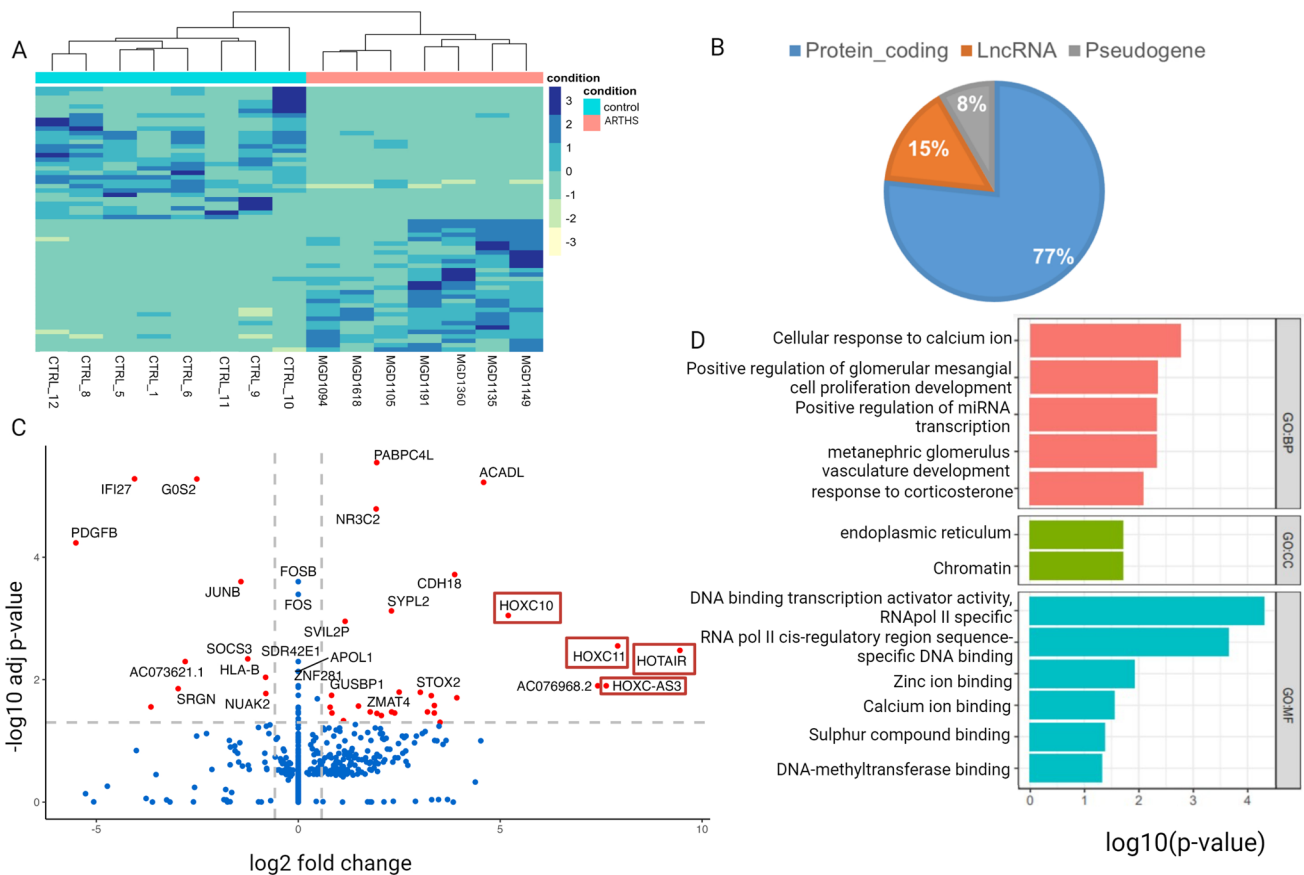 A
condition
condition
control
ARTHS
3
2
1
0
-1
-2
-3
CTRL_12
CTRL_8
CTRL_5
CTRL_1
CTRL_6
CTRL_11
CTRL_9
CTRL_10
MGD1094
MGD1618
MGD1105
MGD1191
MGD1360
MGD1135
MGD1149
B
Protein_coding LncRNA Pseudogene
8%
15%
77%
C
PABPC4L
ACADL
IFI27
G0S2
NR3C2
PDGFB
FOSB
CDH18
JUNB
FOS
SYPL2
HOXC10
SVIL2P
SOCS3
SDR42E1
HOXC11
HOTAIR
AC073621.1
HLA-B
APOL1
ZNF281
GUSBP1
STOX2
AC076968.2
HOXC-AS3
SRGN
NUAK2
ZMAT4
4
2
0
-5
0
5
10
-log10 adj p-value
log2 fold change
D
Cellular response to calcium ion
Positive regulation of glomerular mesangial
cell proliferation development
Positive regulation of miRNA
transcription
metanephric glomerulus
vasculature development
response to corticosterone
GO:BP
endoplasmic reticulum
Chromatin
GO:CC
DNA binding transcription activator activity,
RNApol II specific
RNA pol II cis-regulatory region sequence-
specific DNA binding
Zinc ion binding
Calcium ion binding
Sulphur compound binding
DNA-methyltransferase binding
GO:MF
0
1
2
3
4
log10(p-value)